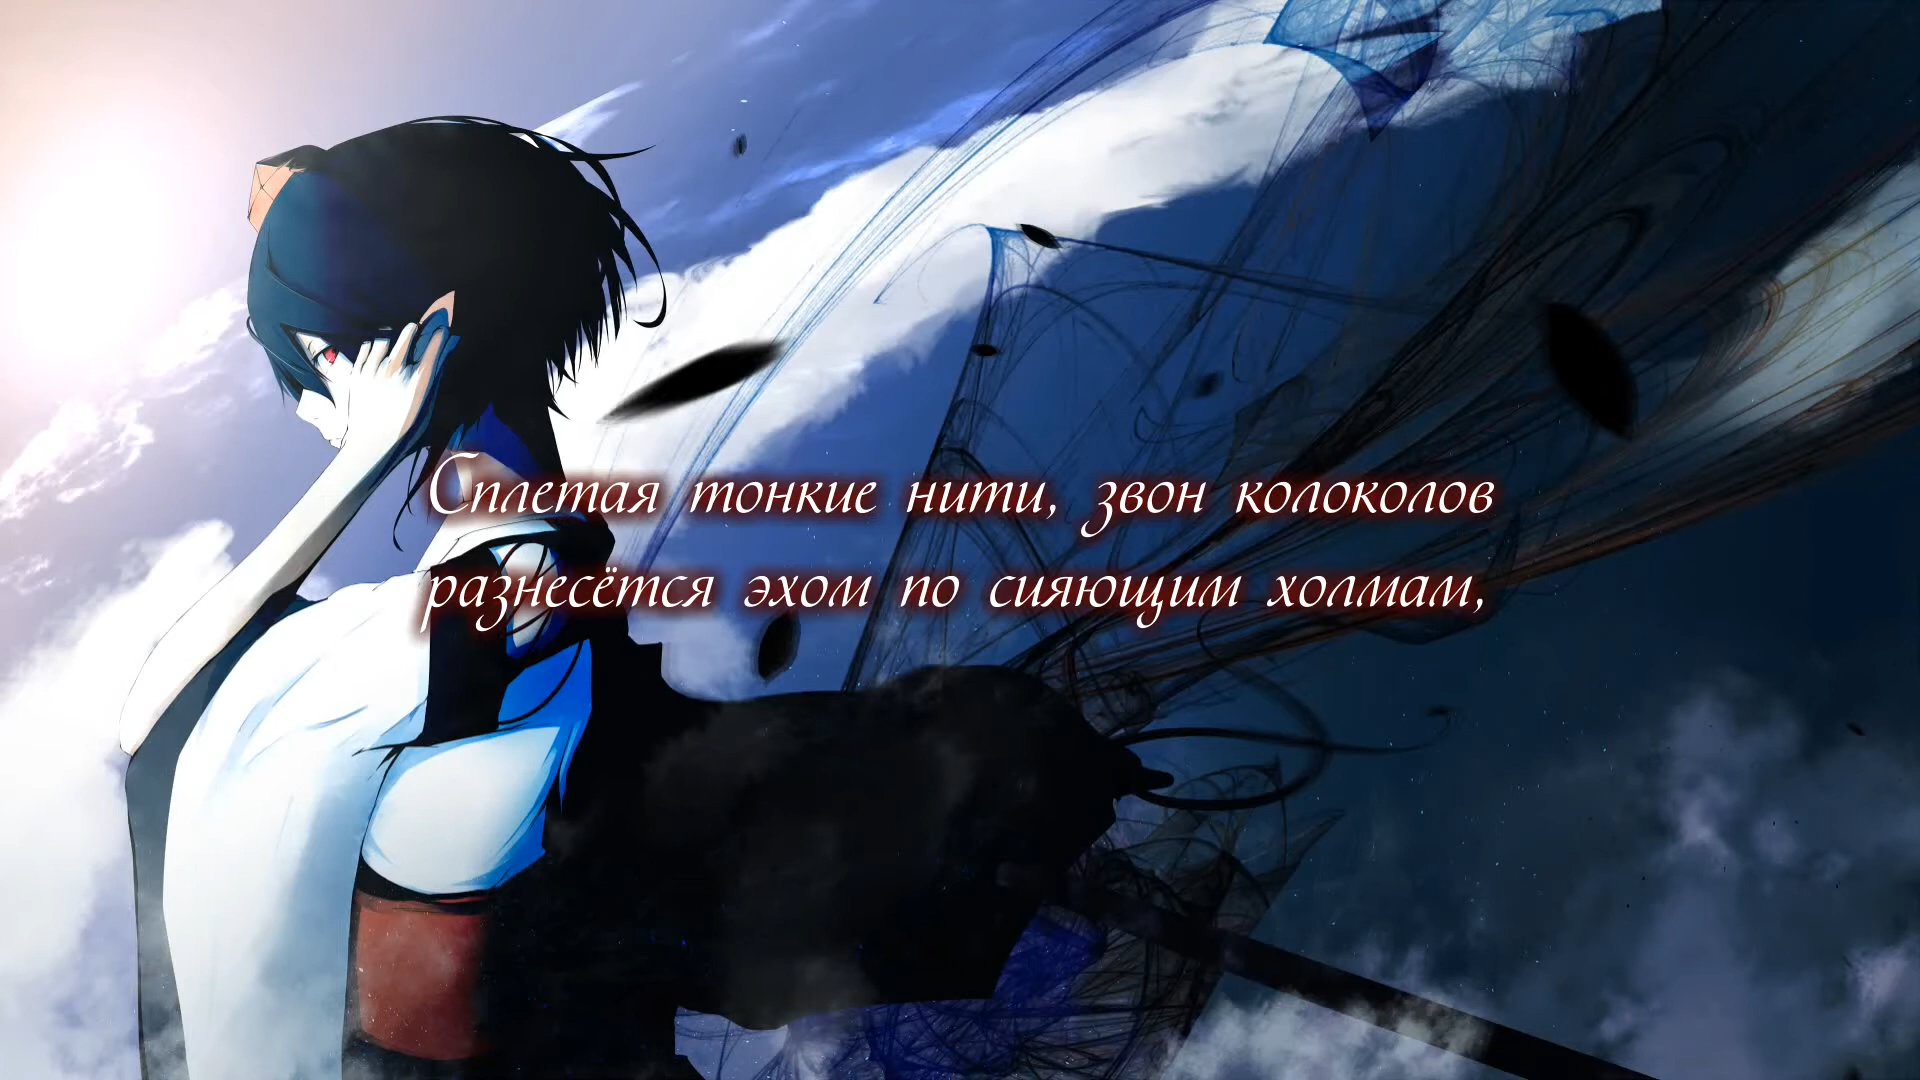 Сплетая тонкие нити, звон колоколов
разнесётся эхом по сияющим холмам,